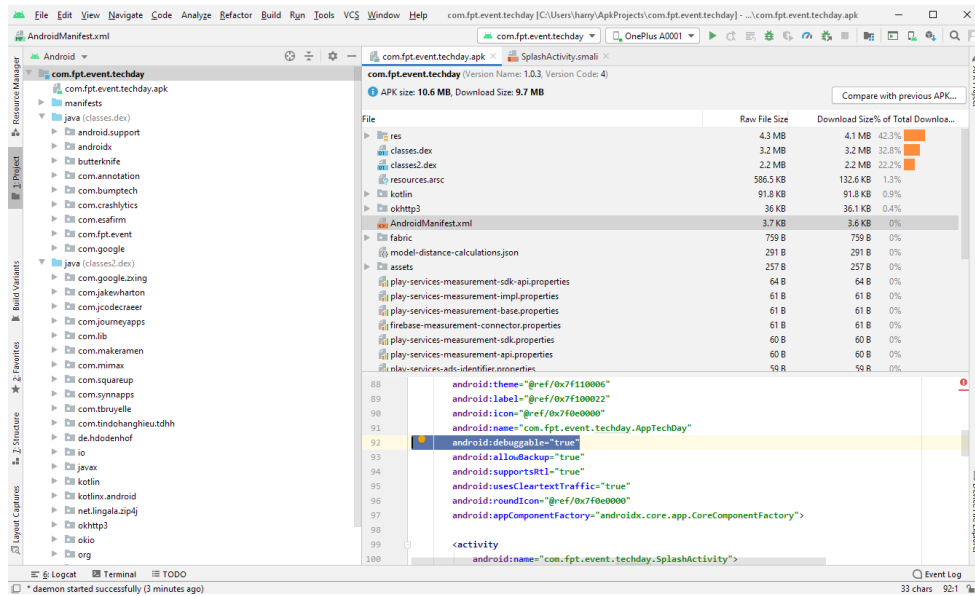 File Edit View Navigate Code Analyze Refactor Build Run Tools VCS Window Help com.fpt.event.techday [C:\Users\harry\ApkProjects\com.fpt.event.techday] - ...\com.fpt.event.techday.apk
AndroidManifest.xml
com.fpt.event.techday
OnePlus A0001
Android
com.fpt.event.techday.apk
SplashActivity.smali
Resource Manager
1: Project
Build Variants
2: Favorites
7: Structure
Layout Captures
com.fpt.event.techday
com.fpt.event.techday.apk
manifests
java (classes.dex)
android.support
androidx
butterknife
com.annotation
com.bumptech
com.crashlytics
com.esafirm
com.fpt.event
com.google
java (classes2.dex)
com.google.zxing
com.jakewharton
com.jcodecraeer
com.journeyapps
com.lib
com.makeramen
com.mimax
com.squareup
com.synnapps
com.tbruyelle
com.tindohanghieu.tdhh
de.hdodenhof
io
javax
kotlin
kotlinx.android
net.lingala.zip4j
okhttp3
okio
org
com.fpt.event.techday (Version Name: 1.0.3, Version Code: 4)
APK size: 10.6 MB, Download Size: 9.7 MB
Compare with previous APK...
File Raw File Size Download Size % of Total Downloa...
res 4.3 MB 4.1 MB 42.3%
classes.dex 3.2 MB 3.2 MB 32.8%
classes2.dex 2.2 MB 2.2 MB 22.2%
resources.arsc 586.5 KB 132.6 KB 1.3%
kotlin 91.8 KB 91.8 KB 0.9%
okhttp3 36 KB 36.1 KB 0.4%
AndroidManifest.xml 3.7 KB 3.6 KB 0%
fabric 759 B 759 B 0%
model-distance-calculations.json 291 B 291 B 0%
assets 257 B 257 B 0%
play-services-measurement-sdk-api.properties 64 B 64 B 0%
play-services-measurement-impl.properties 61 B 61 B 0%
play-services-measurement-base.properties 61 B 61 B 0%
firebase-measurement-connector.properties 61 B 61 B 0%
play-services-measurement-sdk.properties 60 B 60 B 0%
play-services-measurement-api.properties 60 B 60 B 0%
play-services-ads-identifier.properties 59 B 59 B 0%
88 android:theme="@ref/0x7f110006"
89 android:label="@ref/0x7f100022"
90 android:icon="@ref/0x7f0e0000"
91 android:name="com.fpt.event.techday.AppTechDay"
92 android:debuggable="true"
93 android:allowBackup="true"
94 android:supportsRtl="true"
95 android:usesCleartextTraffic="true"
96 android:roundIcon="@ref/0x7f0e0000"
97 android:appComponentFactory="androidx.core.app.CoreComponentFactory">
98
99 <activity
100 android:name="com.fpt.event.techday.SplashActivity">
6: Logcat Terminal TODO Event Log
* daemon started successfully (3 minutes ago) 33 chars 92:1